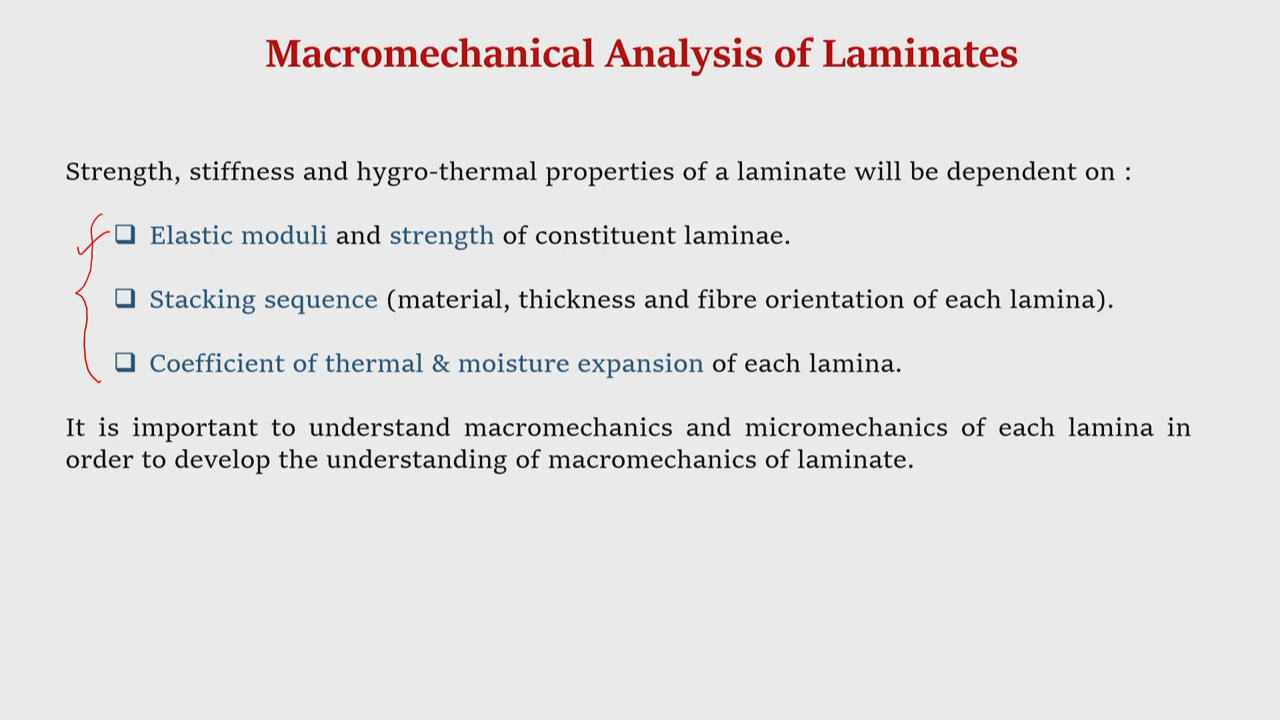 Macromechanical Analysis of Laminates
Strength, stiffness and hygro-thermal properties of a laminate will be dependent on :
❑ Elastic moduli and strength of constituent laminae.
❑ Stacking sequence (material, thickness and fibre orientation of each lamina).
❑ Coefficient of thermal & moisture expansion of each lamina.
It is important to understand macromechanics and micromechanics of each lamina in
order to develop the understanding of macromechanics of laminate.